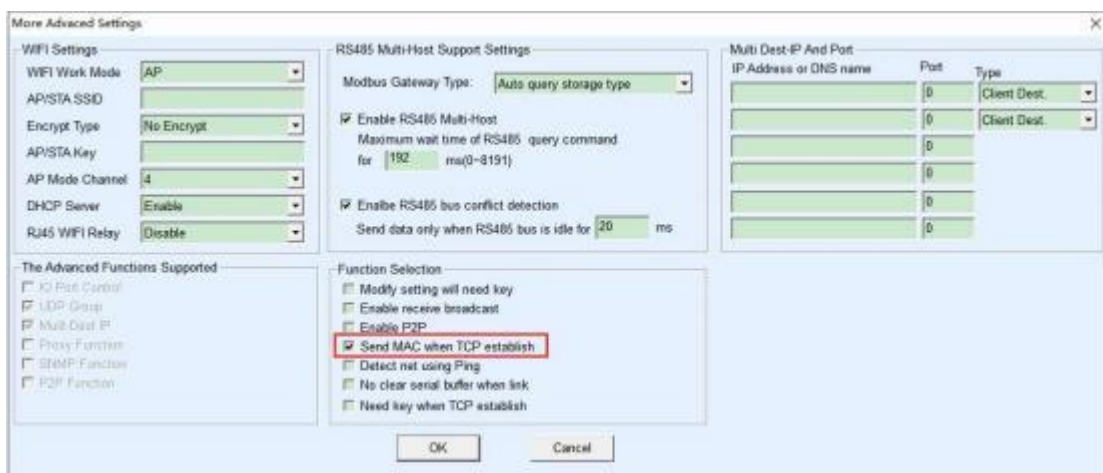 More Advaced Settings
WIFI Settings
WIFI Work Mode AP
AP/STA SSID
Encrypt Type No Encrypt
AP/STA Key
AP Mode Channel 4
DHCP Server Enable
RJ45 WIFI Relay Disable
RS485 Multi-Host Support Settings
Modbus Gateway Type: Auto query storage type
Enable RS485 Multi-Host
Maximum wait time of RS485 query command
for 192 ms(0~8191)
Enalbe RS485 bus conflict detection
Send data only when RS485 bus is idle for 20 ms
Multi Dest-IP And Port
IP Address or DNS name Port Type
0 Client Dest.
0 Client Dest.
0
0
0
0
0
The Advanced Functions Supported
IO Port Control
UDP Group
Multi Dest IP
Proxy Function
SNMP Function
P2P Function
Function Selection
Modify setting will need key
Enable receive broadcast
Enable P2P
Send MAC when TCP establish
Detect net using Ping
No clear serial buffer when link
Need key when TCP establish
OK Cancel